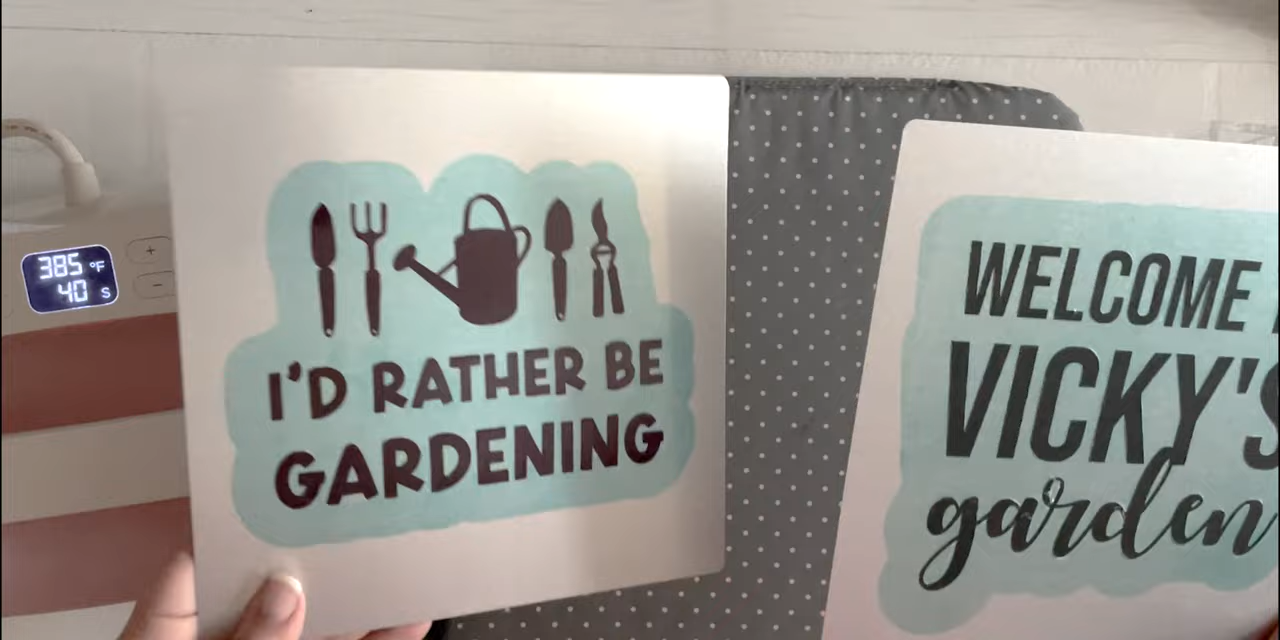 385 °F
40 S
I'D RATHER BE
GARDENING
WELCOME
VICKY'S
garden